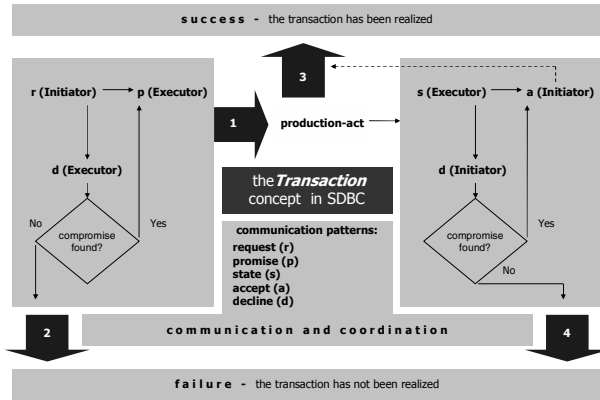 success - the transaction has been realized
3
r (Initiator) p (Executor)
s (Executor) a (Initiator)
1
production-act
d (Executor)
d (Initiator)
the Transaction
concept in SDBC
No
Yes
compromise
found?
communication patterns:
request (r)
promise (p)
state (s)
accept (a)
decline (d)
compromise
found?
Yes
No
2
communication and coordination
4
failure - the transaction has not been realized